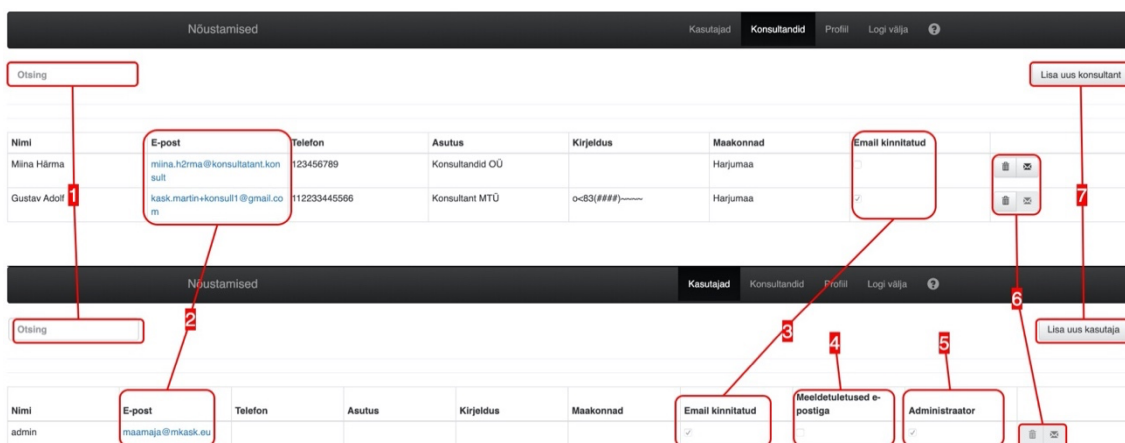 Nõustamised Kasutajad Konsultandid Profiil Logi välja ?
Otsing Lisa uus konsultant
Nimi E-post Telefon Asutus Kirjeldus Maakonnad Email kinnitatud
Miina Härma miina.h2rma@konsultatant.kon 123456789 Konsultandid OÜ Harjumaa
sult
1 7
Gustav Adolf kask.martin+konsull1@gmail.co 112233445566 Konsultant MTÜ o<83(####)~~~~ Harjumaa
m
Nõustamised Kasutajad Konsultandid Profiil Logi välja ?
6
2
Otsing 3 4 5 Lisa uus kasutaja
Meeldetuletused e-
Nimi E-post Telefon Asutus Kirjeldus Maakonnad Email kinnitatud postiga Administraator
admin maamaja@mkask.eu